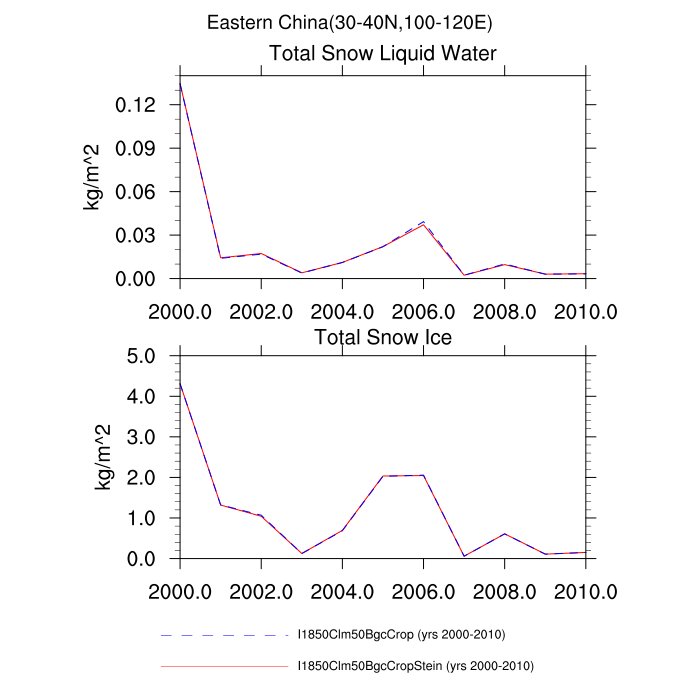 Eastern China(30-40N,100-120E)
Total Snow Liquid Water
kg/m^2
0.12
0.09
0.06
0.03
0.00
2000.0 2002.0 2004.0 2006.0 2008.0 2010.0
Total Snow Ice
kg/m^2
5.0
4.0
3.0
2.0
1.0
0.0
2000.0 2002.0 2004.0 2006.0 2008.0 2010.0
I1850Clm50BgcCrop (yrs 2000-2010)
I1850Clm50BgcCropStein (yrs 2000-2010)